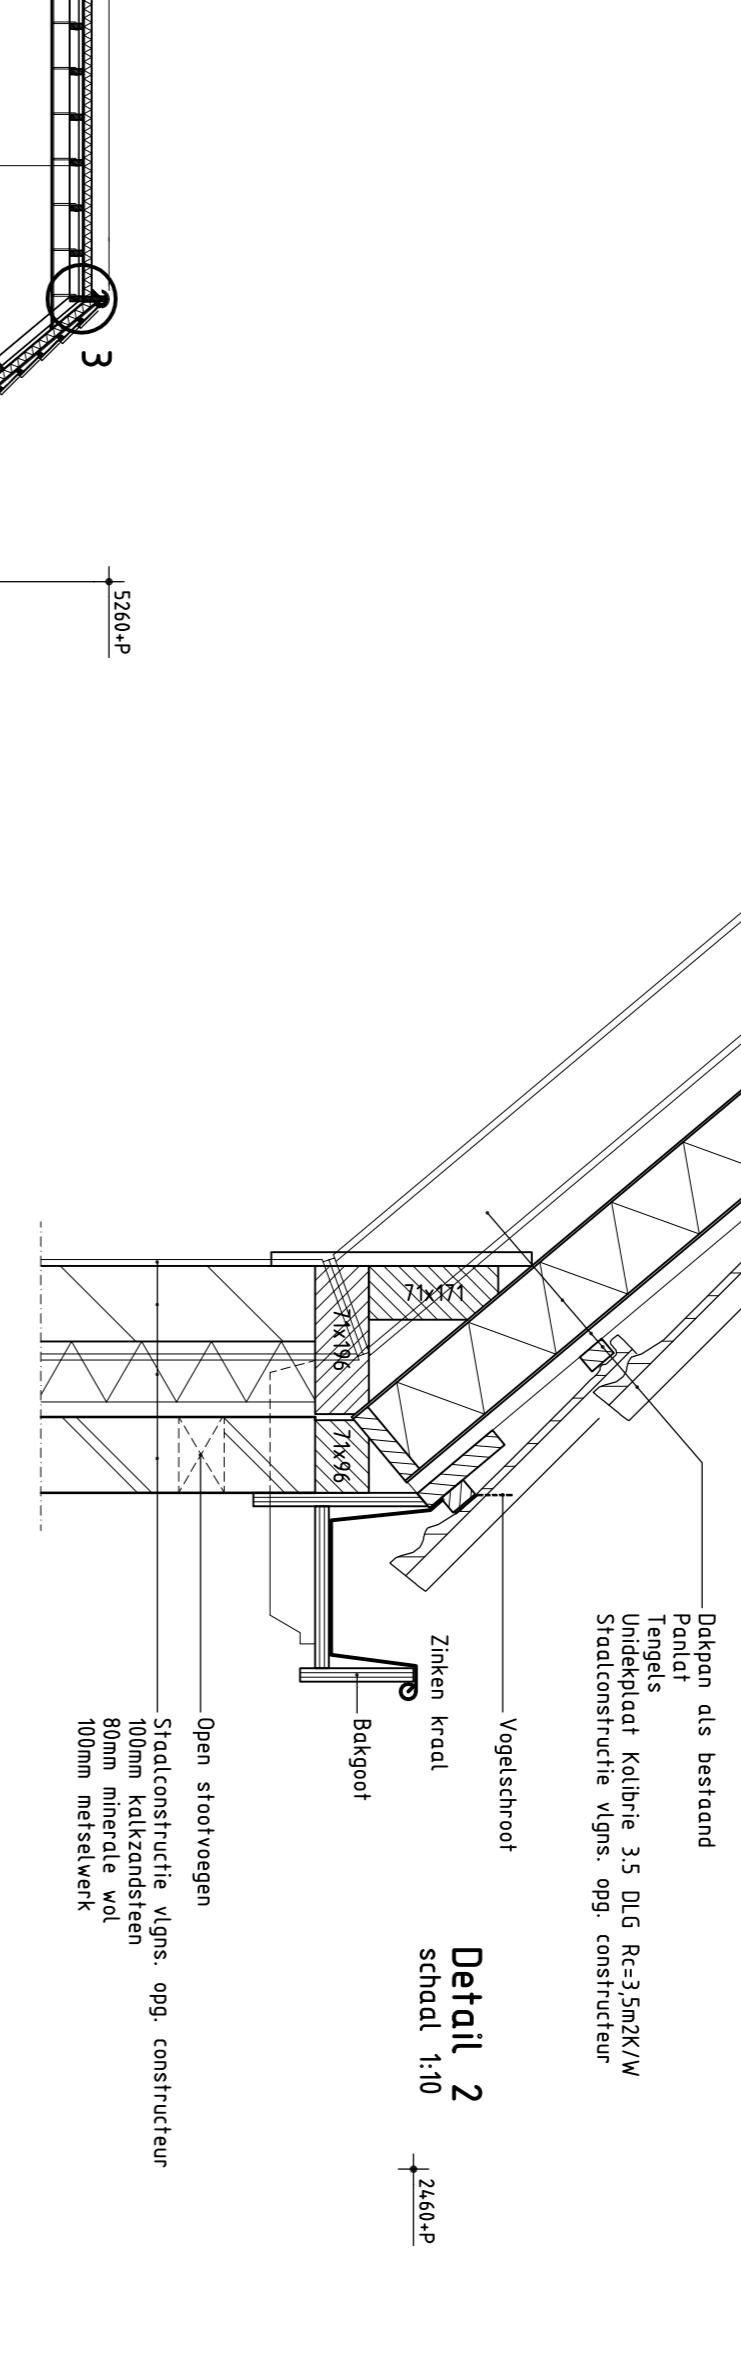 3
5260+P
71x171
71x196
71x96
Dakpan als bestaand
Panlat
Tengels
Unidekplaat Kolibrie 3.5 DLG Rc=3,5m2K/W
Staalconstructie vlgns. opg. constructeur
Vogelschroot
Zinken kraal
Bakgoot
Open stootvoegen
Staalconstructie vlgns. opg. constructeur
100mm kalkzandsteen
80mm minerale wol
100mm metselwerk
Detail 2
schaal 1:10
2460+P